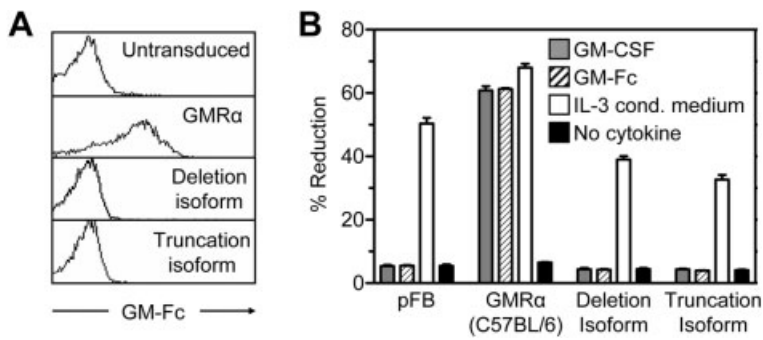 A
Untransduced
GMRα
Deletion
isoform
Truncation
isoform
GM-Fc
B
% Reduction
80
60
40
20
0
GM-CSF
GM-Fc
IL-3 cond. medium
No cytokine
pFB
GMRα
(C57BL/6)
Deletion
Isoform
Truncation
Isoform